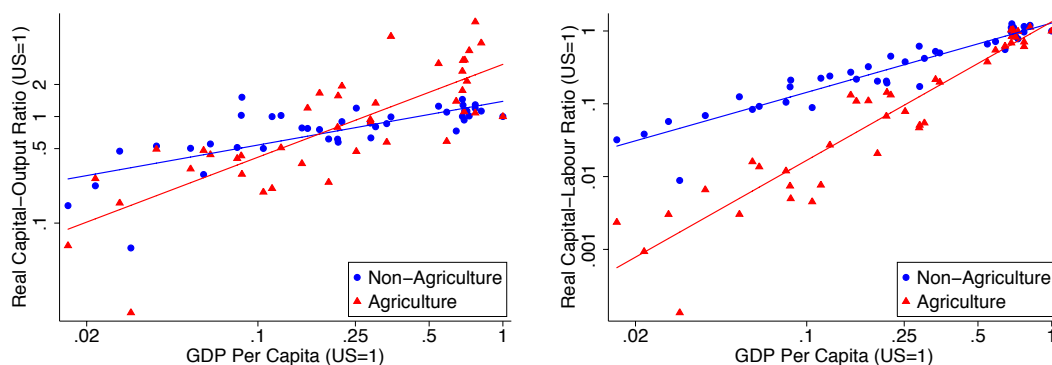 Real Capital−Output Ratio (US=1)
2
1
.5
.1
.02
.1
.25
.5
1
GDP Per Capita (US=1)
Non−Agriculture
Agriculture
Real Capital−Labour Ratio (US=1)
1
.1
.01
.001
.02
.1
.25
.5
1
GDP Per Capita (US=1)
Non−Agriculture
Agriculture